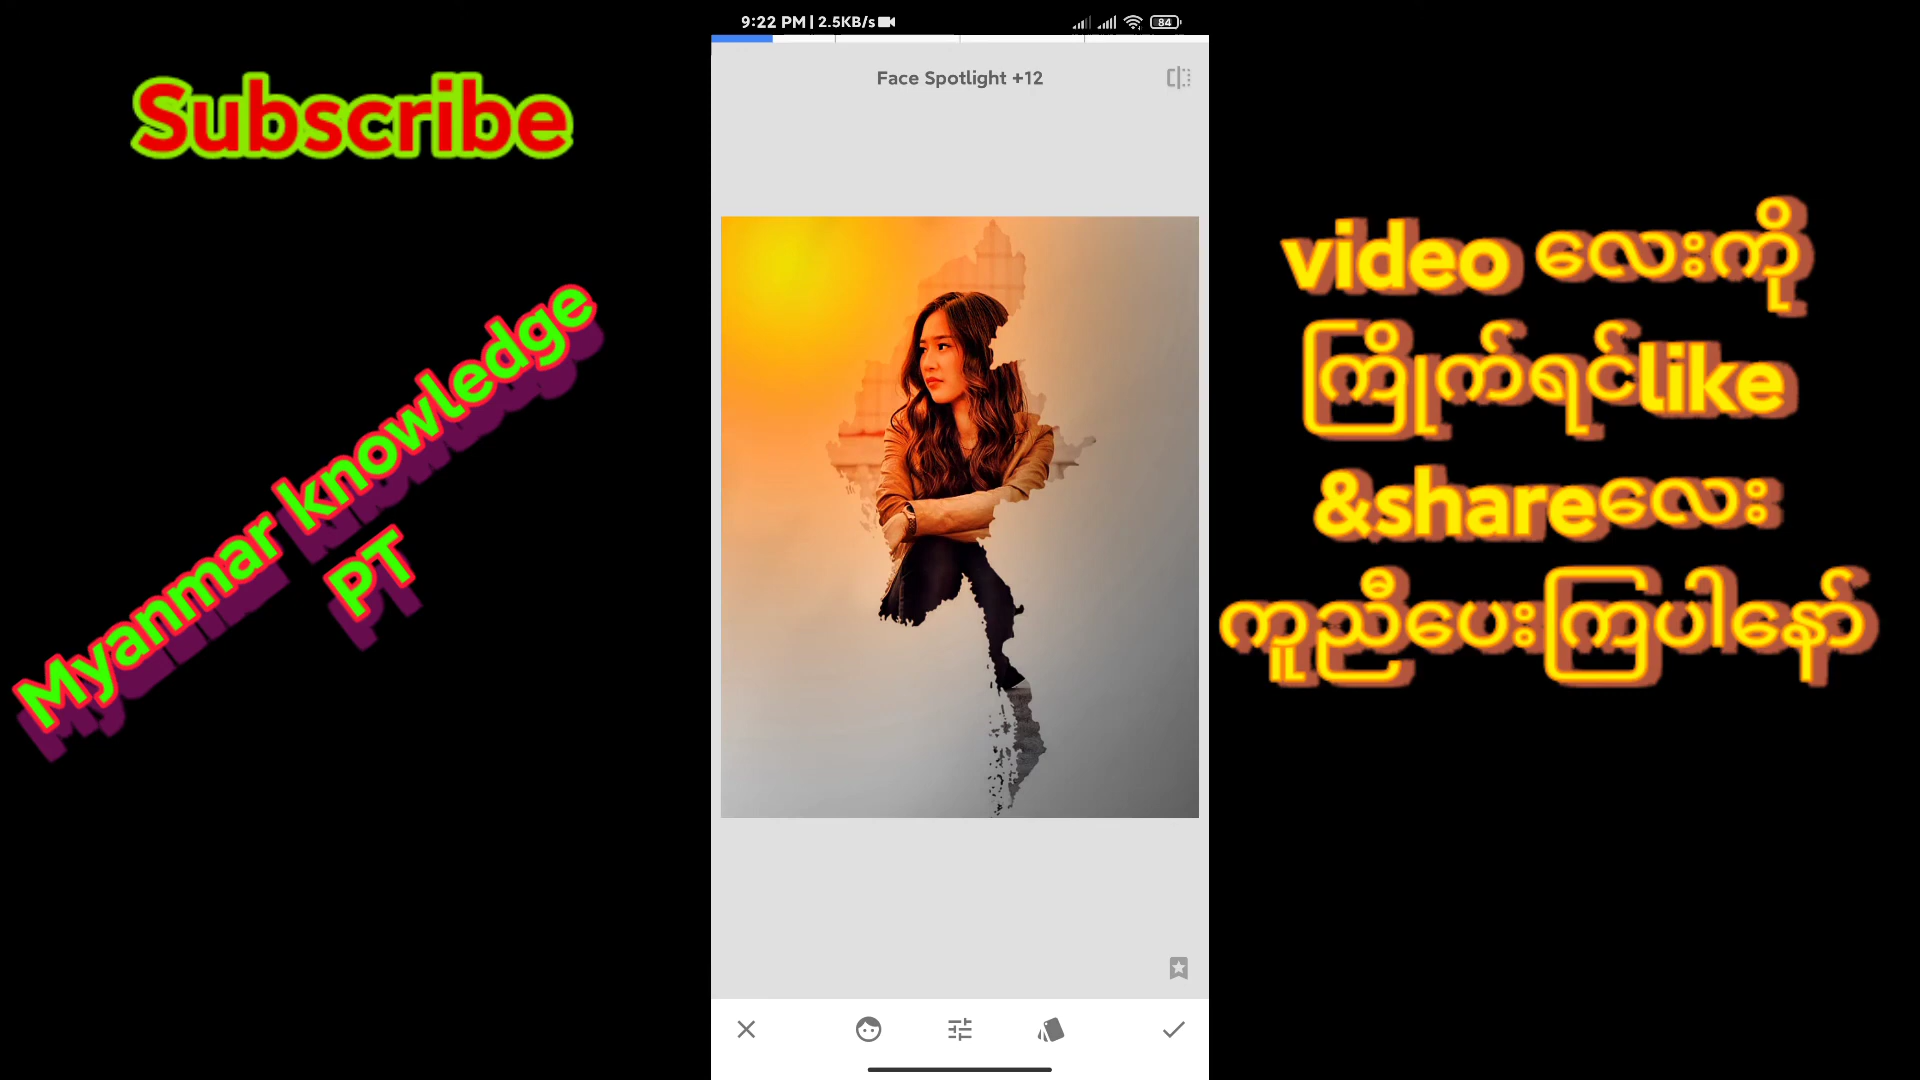 9:22 PM | 2.5KB/s
84
Face Spotlight +12
Subscribe
Myanmar knowledge
PT
video လေးကို
ကြိုက်ရင်like
&shareလေး
ကူညီပေးကြပါနော်